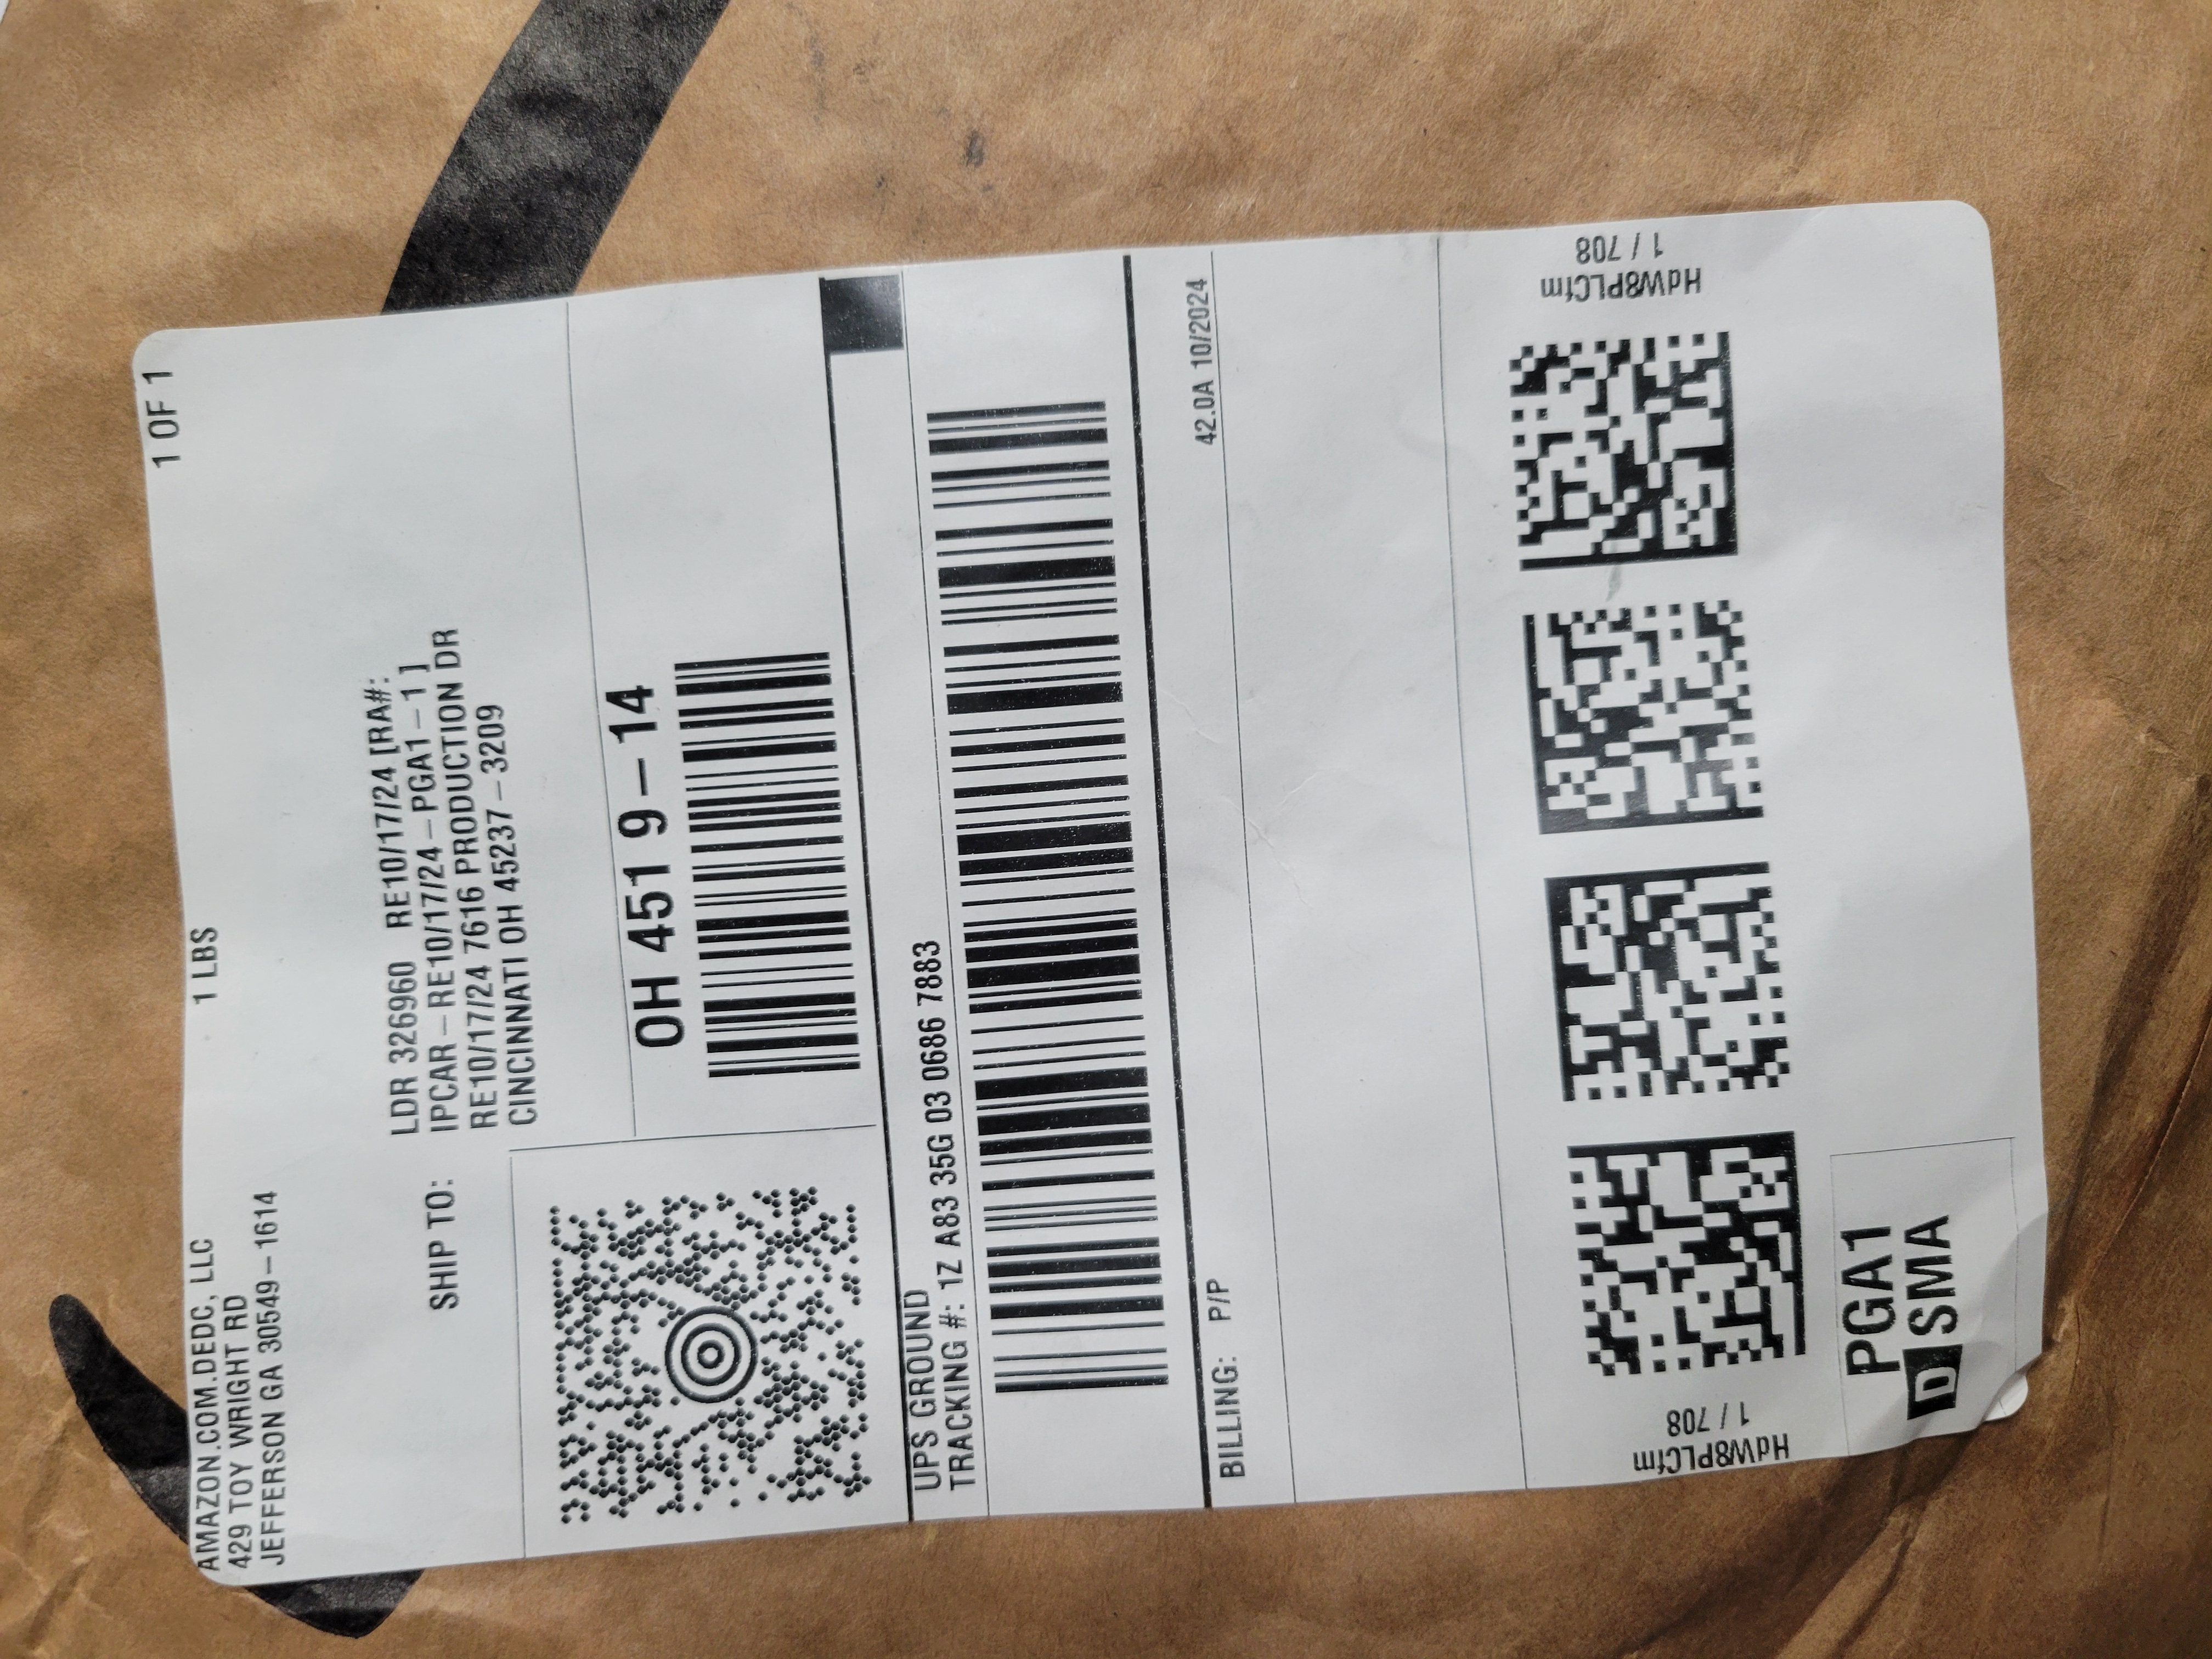 AMAZON.COM.DEDC, LLC
429 TOY WRIGHT RD
JEFFERSON GA 30549-1614
1 LBS
1 OF 1
SHIP TO:
LDR 326960 RE10/17/24 [RA#:
IPCAR-RE10/17/24-PGA1-1 ]
RE10/17/24 7616 PRODUCTION DR
CINCINNATI OH 45237-3209
OH 451 9-14
UPS GROUND
TRACKING #: 1Z A83 35G 03 0686 7883
BILLING: P/P
42.0A 10/2024
HdW8PLCfm
1 / 708
HdW8PLCfm
1 / 708
PGA1
D SMA